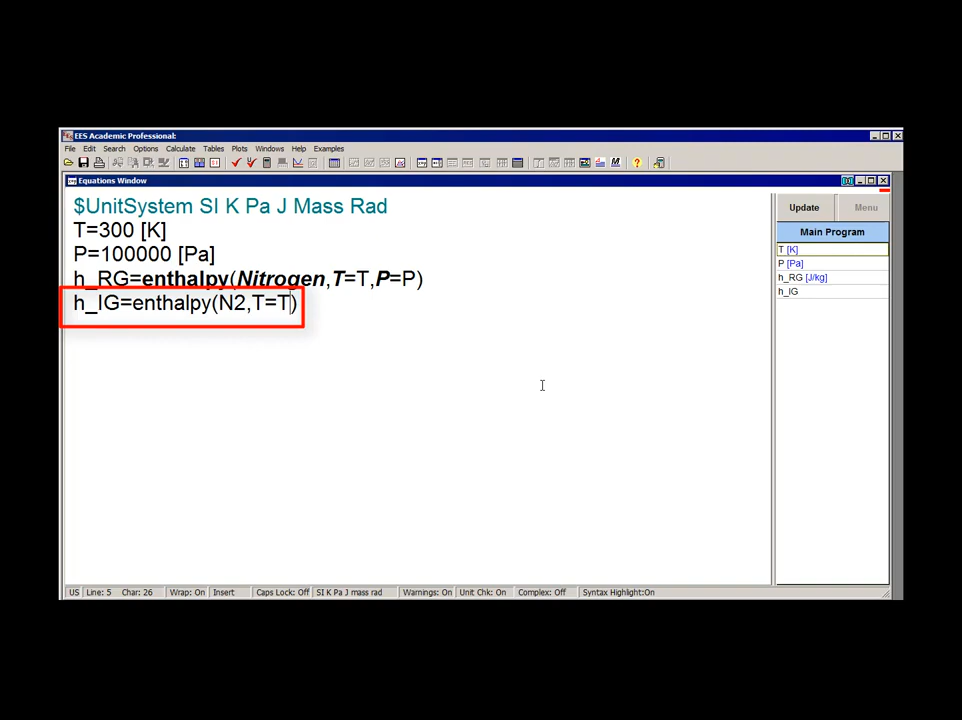 EES Academic Professional:
File Edit Search Options Calculate Tables Plots Windows Help Examples
Equations Window
$UnitSystem SI K Pa J Mass Rad
T=300 [K]
P=100000 [Pa]
h_RG=enthalpy(Nitrogen,T=T,P=P)
h_IG=enthalpy(N2,T=T)
Update Menu
Main Program
T [K]
P [Pa]
h_RG [J/kg]
h_IG
US Line: 5 Char: 26 Wrap: On Insert Caps Lock: Off SI K Pa J mass rad Warnings: On Unit Chk: On Complex: Off Syntax Highlight:On